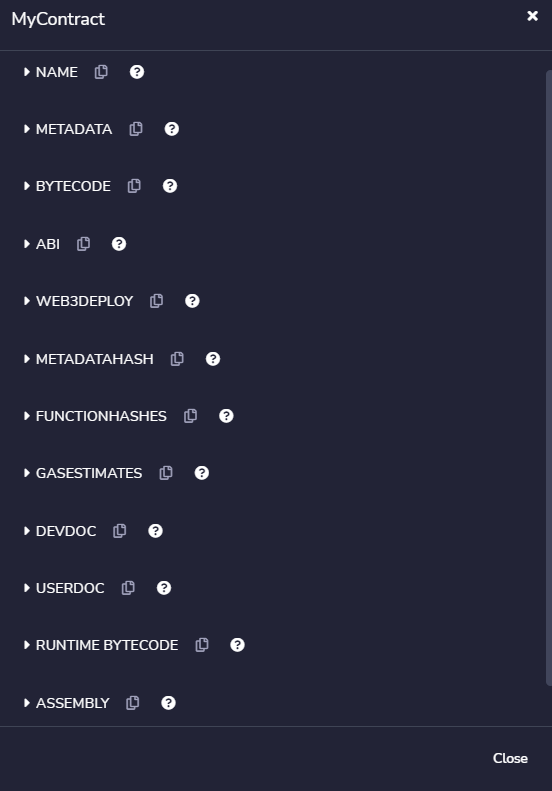 MyContract
NAME
METADATA
BYTECODE
ABI
WEB3DEPLOY
METADATAHASH
FUNCTIONHASHES
GASESTIMATES
DEVDOC
USERDOC
RUNTIME BYTECODE
ASSEMBLY
Close